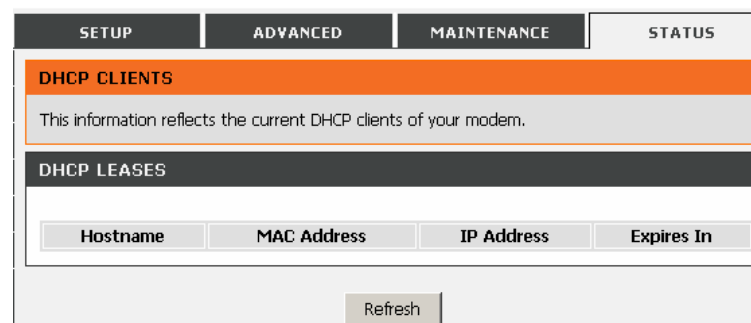 SETUP ADVANCED MAINTENANCE STATUS
DHCP CLIENTS
This information reflects the current DHCP clients of your modem.
DHCP LEASES
Hostname MAC Address IP Address Expires In
Refresh